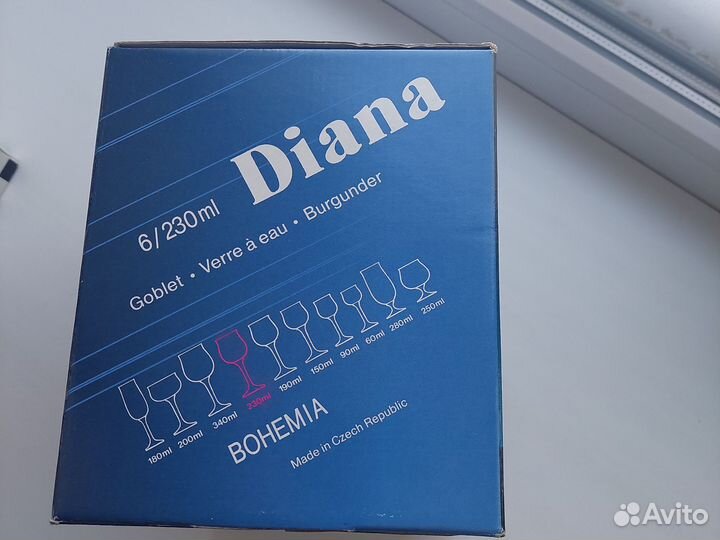 Diana
6/230ml
Goblet • Verre à eau • Burgunder
180ml 200ml 340ml 230ml 190ml 150ml 90ml 60ml 280ml 250ml
BOHEMIA
Made in Czech Republic
Avito